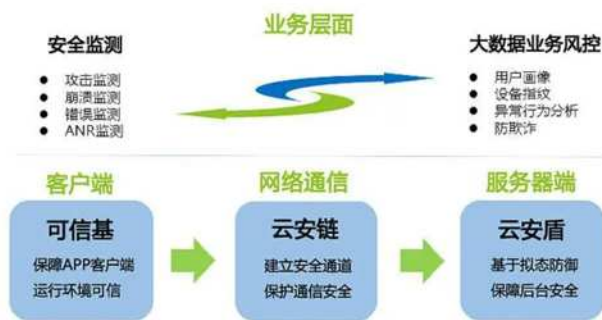 业务层面
安全监测
攻击监测
崩溃监测
错误监测
ANR监测
大数据业务风控
用户画像
设备指纹
异常行为分析
防欺诈
客户端
网络通信
服务器端
可信基
保障APP客户端
运行环境可信
云安链
建立安全通道
保护通信安全
云安盾
基于拟态防御
保障后台安全